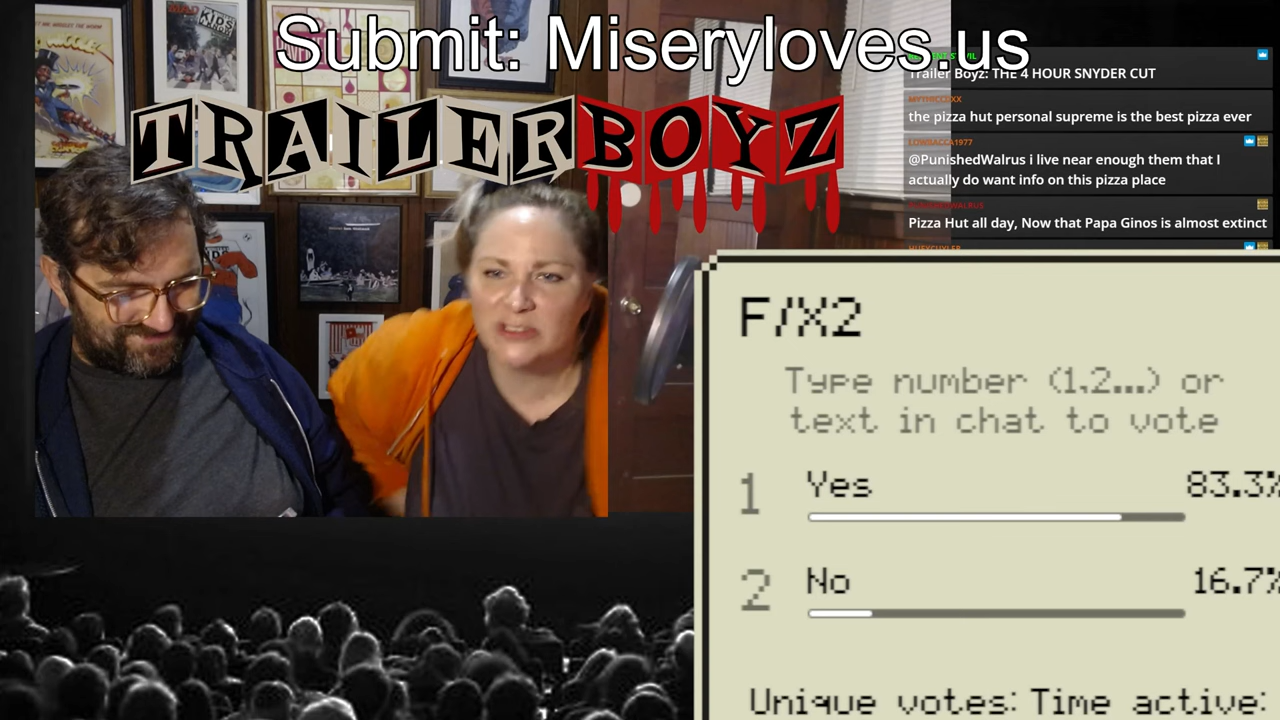 Submit: Miseryloves.us
TRAILERBOYZ
Trailer Boyz: THE 4 HOUR SNYDER CUT
the pizza hut personal supreme is the best pizza ever
LOWBACCA1977
@PunishedWalrus i live near enough them that I
actually do want info on this pizza place
Pizza Hut all day, Now that Papa Ginos is almost extinct
F/X2
Type number (1,2...) or
text in chat to vote
1 Yes 83.3%
2 No 16.7%
Unique votes: Time active: